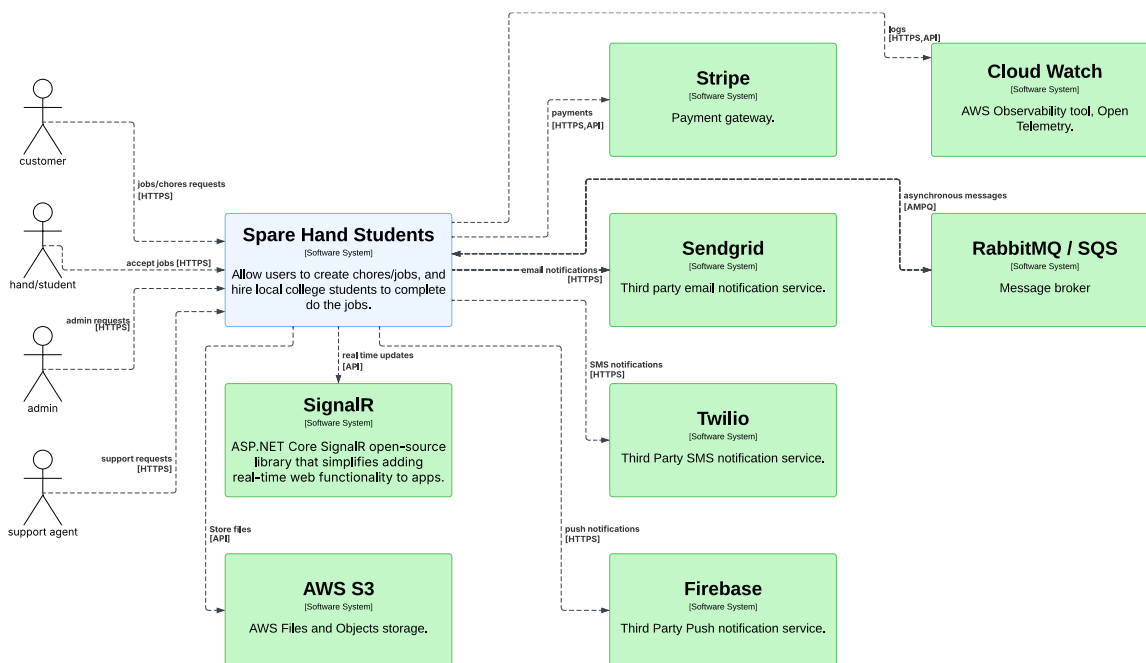 logs
[HTTPS,API]
Stripe
[Software System]
Payment gateway.
Cloud Watch
[Software System]
AWS Observability tool, Open
Telemetry.
payments
[HTTPS,API]
customer
jobs/chores requests
[HTTPS]
asynchronous messages
[AMPQ]
Spare Hand Students
[Software System]
Allow users to create chores/jobs, and
hire local college students to complete
do the jobs.
Sendgrid
[Software System]
Third party email notification service.
RabbitMQ / SQS
[Software System]
Message broker
accept jobs [HTTPS]
email notifications
[HTTPS]
hand/student
admin requests
[HTTPS]
real time updates
[API]
SMS notifications
[HTTPS]
admin
SignalR
[Software System]
ASP.NET Core SignalR open-source
library that simplifies adding
real-time web functionality to apps.
Twilio
[Software System]
Third Party SMS notification service.
support requests
[HTTPS]
support agent
Store files
[API]
push notifications
[HTTPS]
AWS S3
[Software System]
AWS Files and Objects storage.
Firebase
[Software System]
Third Party Push notification service.